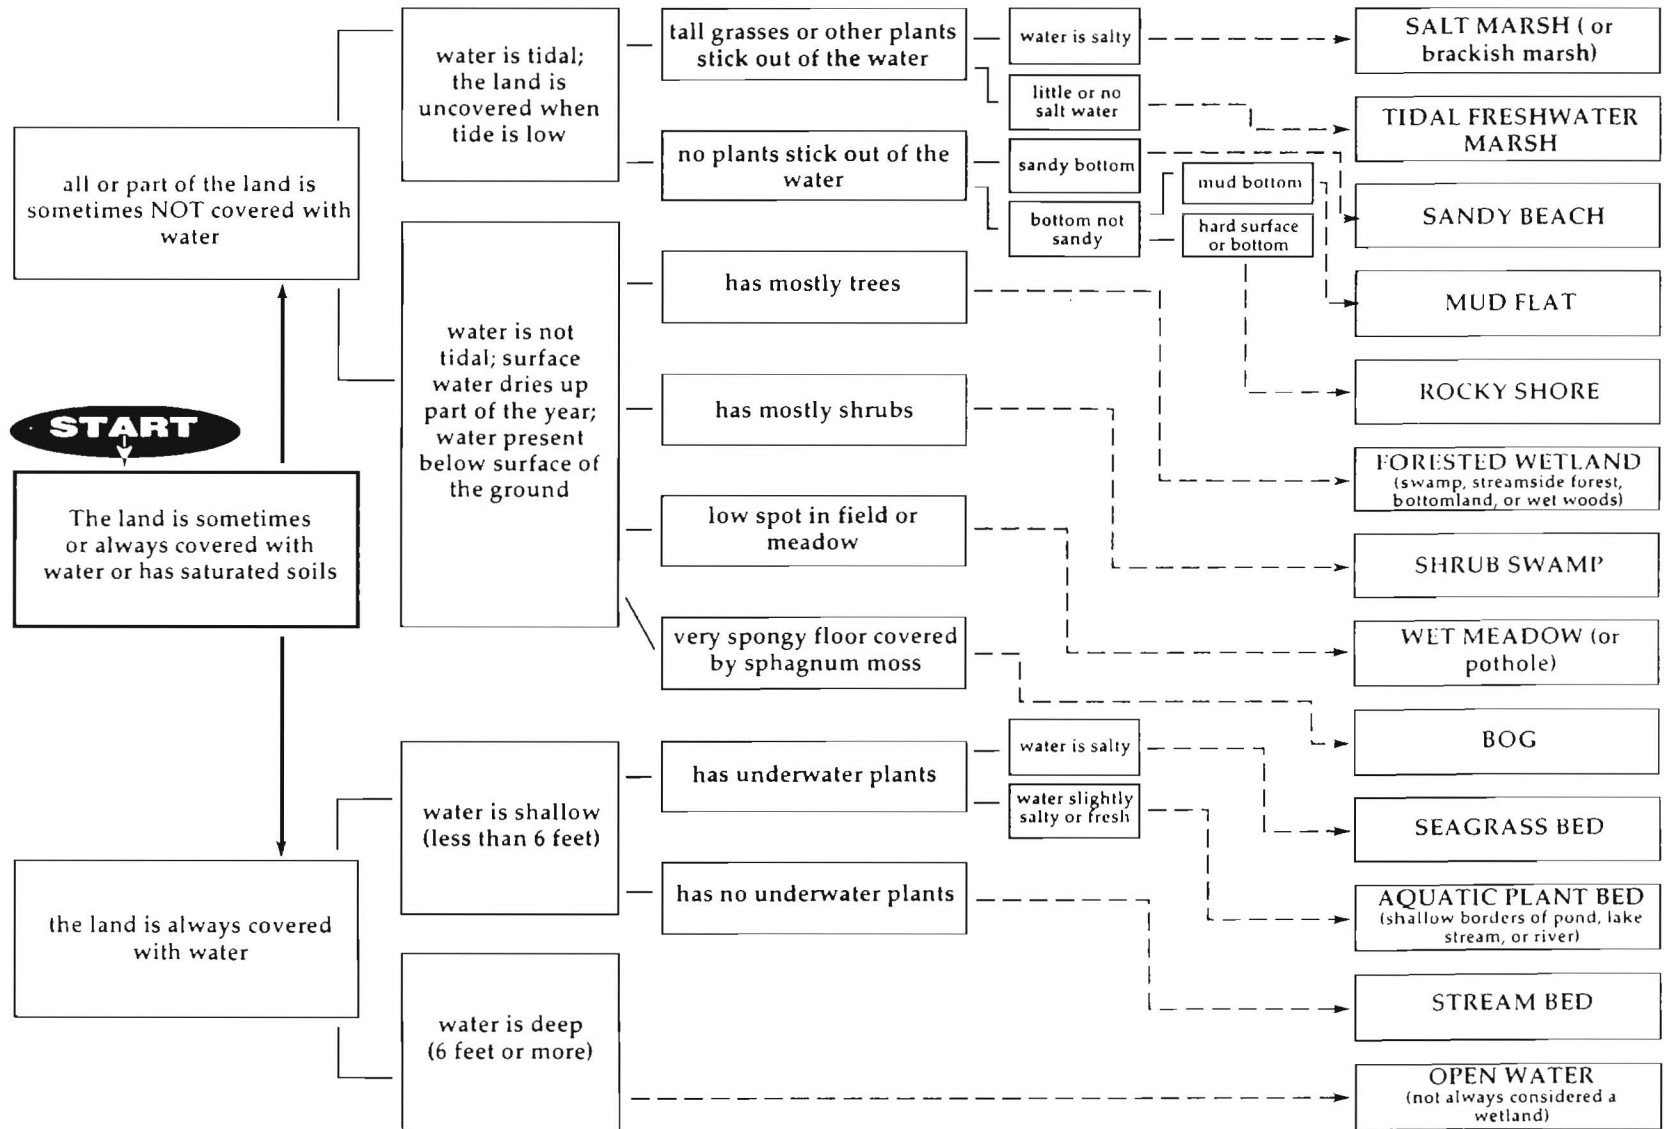 START
The land is sometimes
or always covered with
water or has saturated soils
all or part of the land is
sometimes NOT covered with
water
water is tidal;
the land is
uncovered when
tide is low
tall grasses or other plants
stick out of the water
water is salty
SALT MARSH ( or
brackish marsh)
little or no
salt water
TIDAL FRESHWATER
MARSH
no plants stick out of the
water
sandy bottom
SANDY BEACH
bottom not
sandy
mud bottom
MUD FLAT
hard surface
or bottom
ROCKY SHORE
water is not
tidal; surface
water dries up
part of the year;
water present
below surface of
the ground
has mostly trees
FORESTED WETLAND
(swamp, streamside forest,
bottomland, or wet woods)
has mostly shrubs
SHRUB SWAMP
low spot in field or
meadow
WET MEADOW (or
pothole)
very spongy floor covered
by sphagnum moss
BOG
the land is always covered
with water
water is shallow
(less than 6 feet)
has underwater plants
water is salty
SEAGRASS BED
water slightly
salty or fresh
AQUATIC PLANT BED
(shallow borders of pond, lake
stream, or river)
has no underwater plants
STREAM BED
water is deep
(6 feet or more)
OPEN WATER
(not always considered a
wetland)